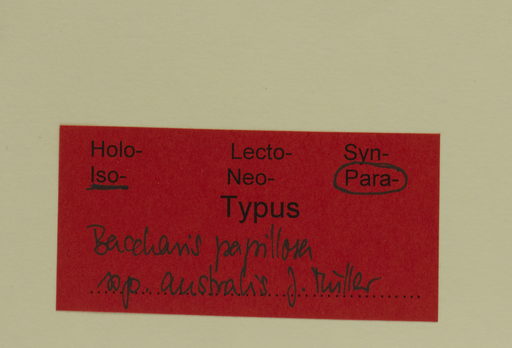 Holo- Lecto- Syn-
Iso- Neo- Para-
Typus
Baccharis papillosa
ssp. australis J. Müller